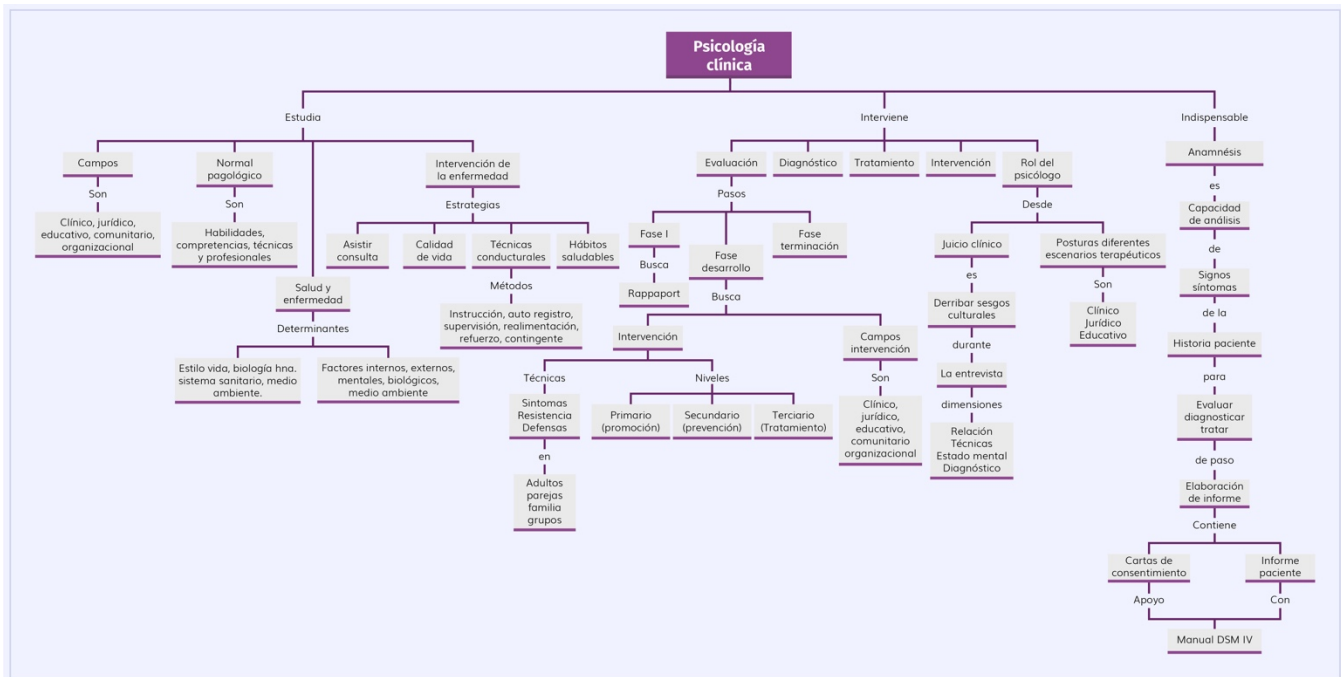 Psicología
clínica
Estudia
Interviene
Indispensable
Campos
Son
Clínico, jurídico,
educativo, comunitario,
organizacional
Normal
pagológico
Son
Habilidades,
competencias, técnicas
y profesionales
Salud y
enfermedad
Determinantes
Estilo vida, biología hna.
sistema sanitario, medio
ambiente.
Factores internos, externos,
mentales, biológicos,
medio ambiente
Intervención de
la enfermedad
Estrategias
Asistir
consulta
Calidad
de vida
Técnicas
conducturales
Hábitos
saludables
Métodos
Instrucción, auto registro,
supervisión, realimentación,
refuerzo, contingente
Evaluación
Diagnóstico
Tratamiento
Intervención
Rol del
psicólogo
Pasos
Fase I
Busca
Rappaport
Fase
desarrollo
Busca
Fase
terminación
Intervención
Técnicas
Sintomas
Resistencia
Defensas
en
Adultos
parejas
familia
grupos
Niveles
Primario
(promoción)
Secundario
(prevención)
Terciario
(Tratamiento)
Campos
intervención
Son
Clínico,
jurídico,
educativo,
comunitario
organizacional
Desde
Juicio clínico
es
Derribar sesgos
culturales
durante
La entrevista
dimensiones
Relación
Técnicas
Estado mental
Diagnóstico
Posturas diferentes
escenarios terapéuticos
Son
Clínico
Jurídico
Educativo
Anamnésis
es
Capacidad
de análisis
de
Signos
síntomas
de la
Historia paciente
para
Evaluar
diagnosticar
tratar
de paso
Elaboración
de informe
Contiene
Cartas de
consentimiento
Informe
paciente
Apoyo
Con
Manual DSM IV